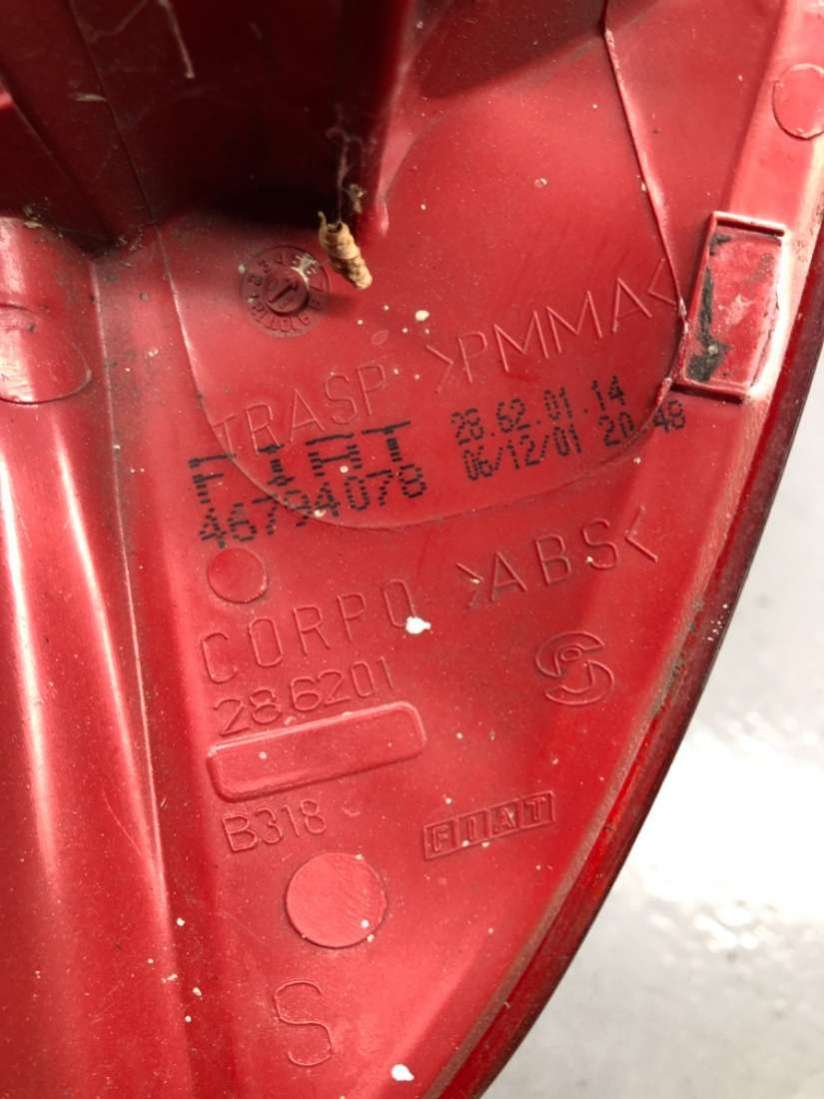 TRASP >PMMA<
FIAT 28.62.01.14
46794078 06/12/01 20 48
CORPO >ABS<
286201
B318
FIAT
S